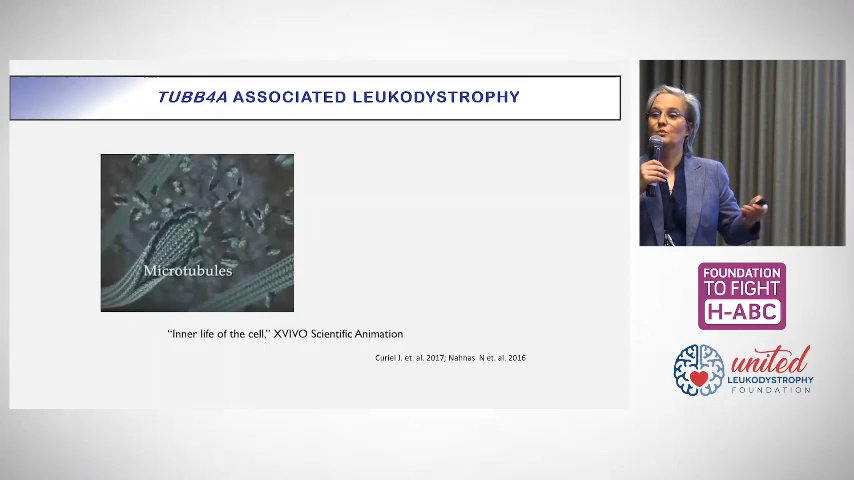 TUBB4A ASSOCIATED LEUKODYSTROPHY
Microtubules
“Inner life of the cell,” XVIVO Scientific Animation
Curiel J. et. al. 2017; Nahhas N et. al. 2016
FOUNDATION
TO FIGHT
H-ABC
united
LEUKODYSTROPHY
FOUNDATION